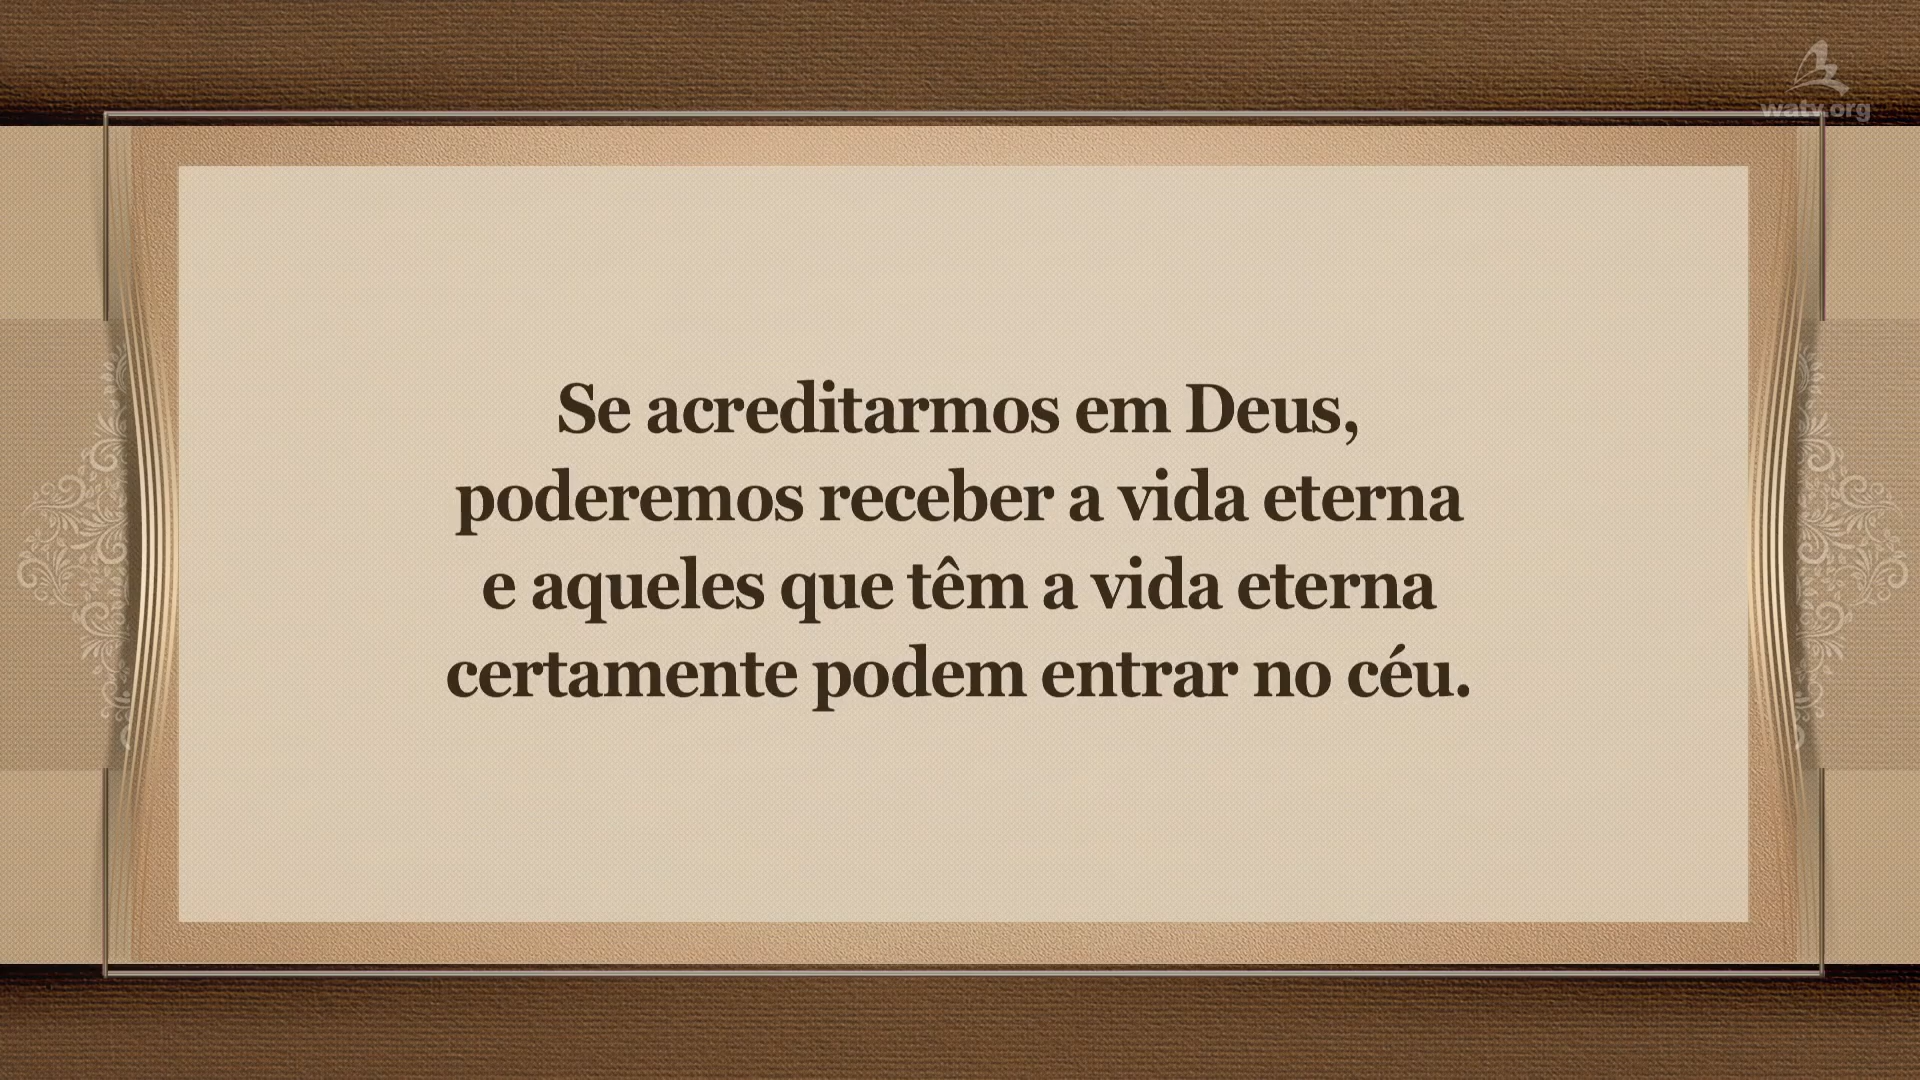 watv.org
Se acreditarmos em Deus,
poderemos receber a vida eterna
e aqueles que têm a vida eterna
certamente podem entrar no céu.